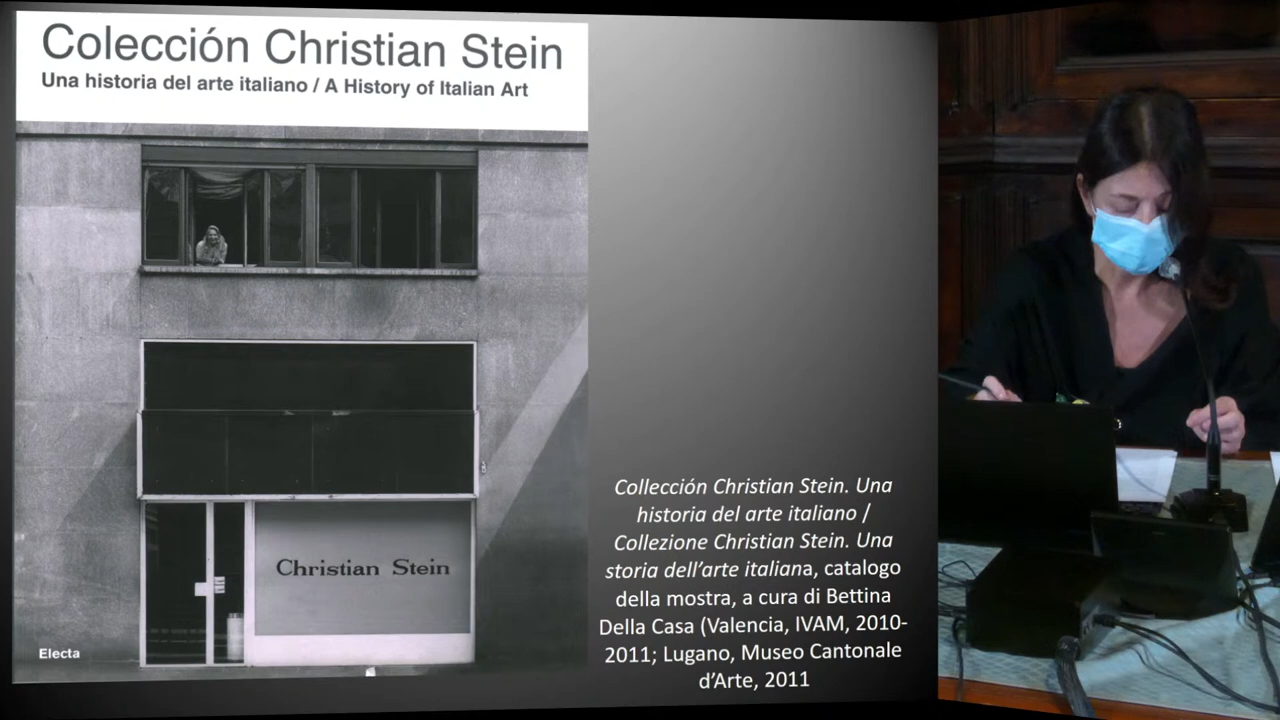 Colección Christian Stein
Una historia del arte italiano / A History of Italian Art
Christian Stein
Electa
Collección Christian Stein. Una
historia del arte italiano /
Collezione Christian Stein. Una
storia dell'arte italiana, catalogo
della mostra, a cura di Bettina
Della Casa (Valencia, IVAM, 2010-
2011; Lugano, Museo Cantonale
d'Arte, 2011